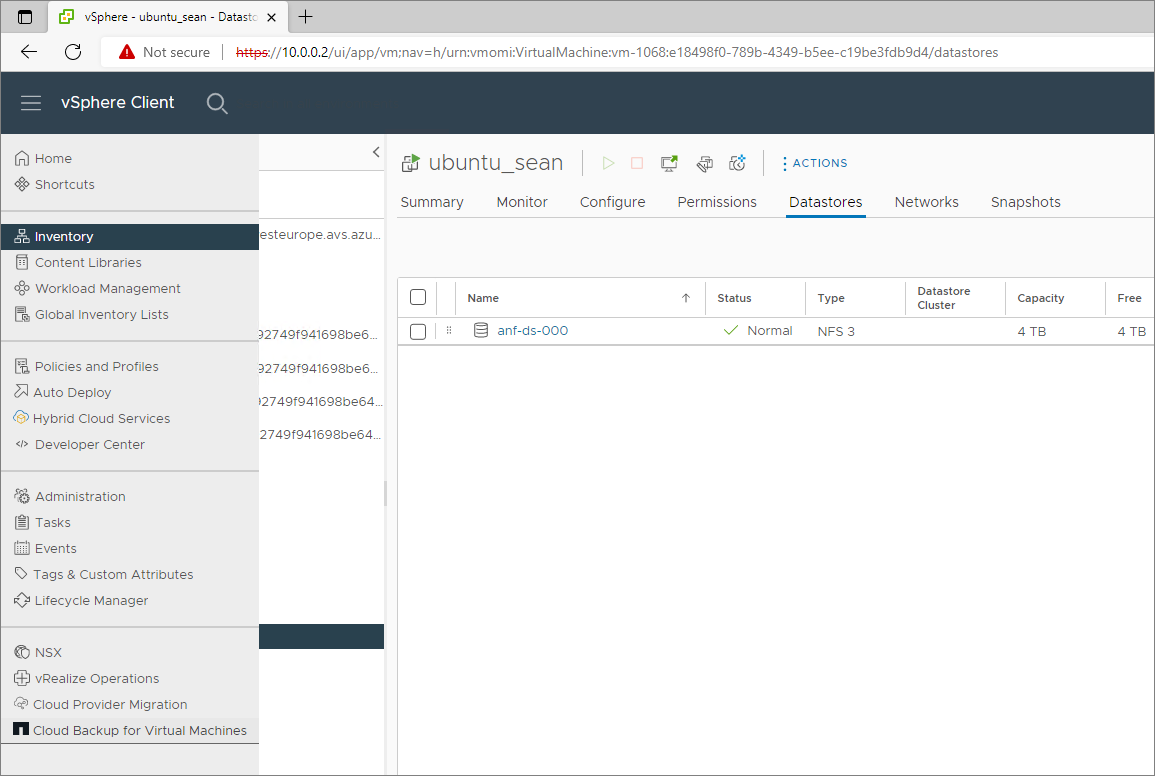 vSphere - ubuntu_sean - Datasto
Not secure
https://10.0.0.2/ui/app/vm;nav=h/urn:vmomi:VirtualMachine:vm-1068:e18498f0-789b-4349-b5ee-c19be3fdb9d4/datastores
vSphere Client
Home
Shortcuts
Inventory
Content Libraries
Workload Management
Global Inventory Lists
Policies and Profiles
Auto Deploy
Hybrid Cloud Services
Developer Center
Administration
Tasks
Events
Tags & Custom Attributes
Lifecycle Manager
NSX
vRealize Operations
Cloud Provider Migration
Cloud Backup for Virtual Machines
esteurope.avs.azu...
92749f941698be6...
92749f941698be6...
92749f941698be64...
2749f941698be64...
ubuntu_sean
ACTIONS
Summary Monitor Configure Permissions Datastores Networks Snapshots
Name Status Type Datastore Cluster Capacity Free
anf-ds-000 Normal NFS 3 4 TB 4 TB